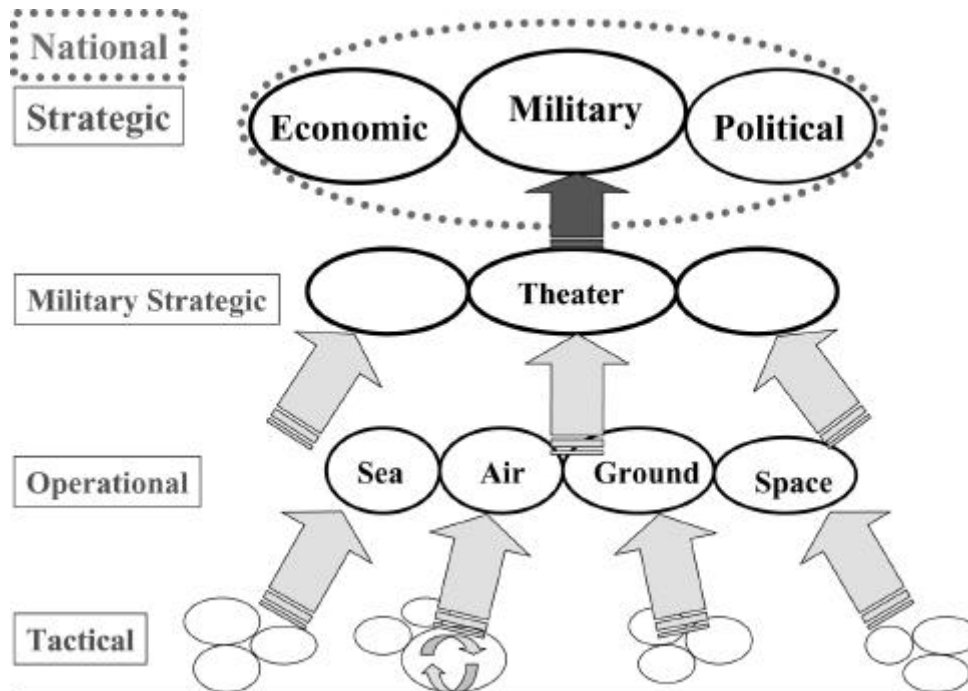 National
Strategic
Economic
Military
Political
Military Strategic
Theater
Operational
Sea
Air
Ground
Space
Tactical